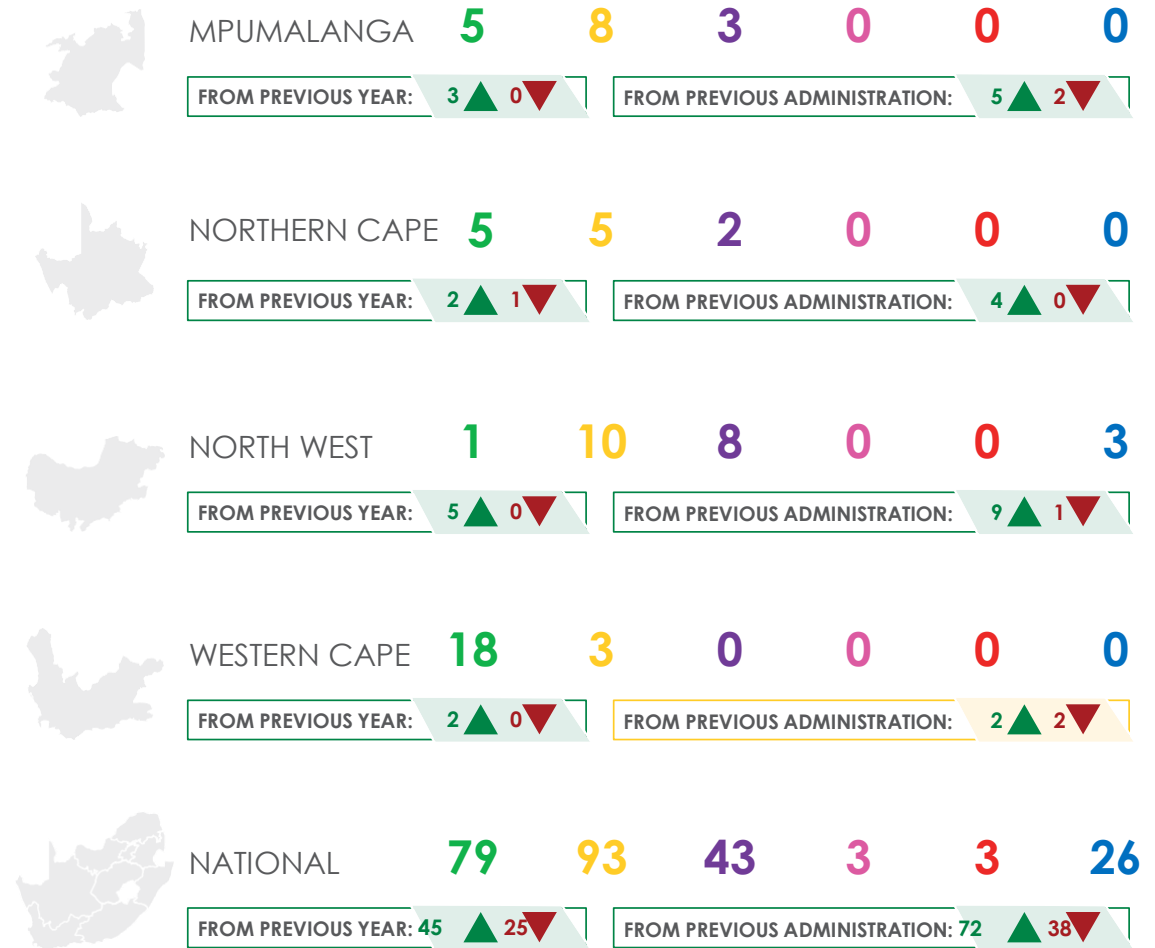 MPUMALANGA 5 8 3 0 0 0
FROM PREVIOUS YEAR: 3 0 FROM PREVIOUS ADMINISTRATION: 5 2
NORTHERN CAPE 5 5 2 0 0 0
FROM PREVIOUS YEAR: 2 1 FROM PREVIOUS ADMINISTRATION: 4 0
NORTH WEST 1 10 8 0 0 3
FROM PREVIOUS YEAR: 5 0 FROM PREVIOUS ADMINISTRATION: 9 1
WESTERN CAPE 18 3 0 0 0 0
FROM PREVIOUS YEAR: 2 0 FROM PREVIOUS ADMINISTRATION: 2 2
NATIONAL 79 93 43 3 3 26
FROM PREVIOUS YEAR: 45 25 FROM PREVIOUS ADMINISTRATION: 72 38